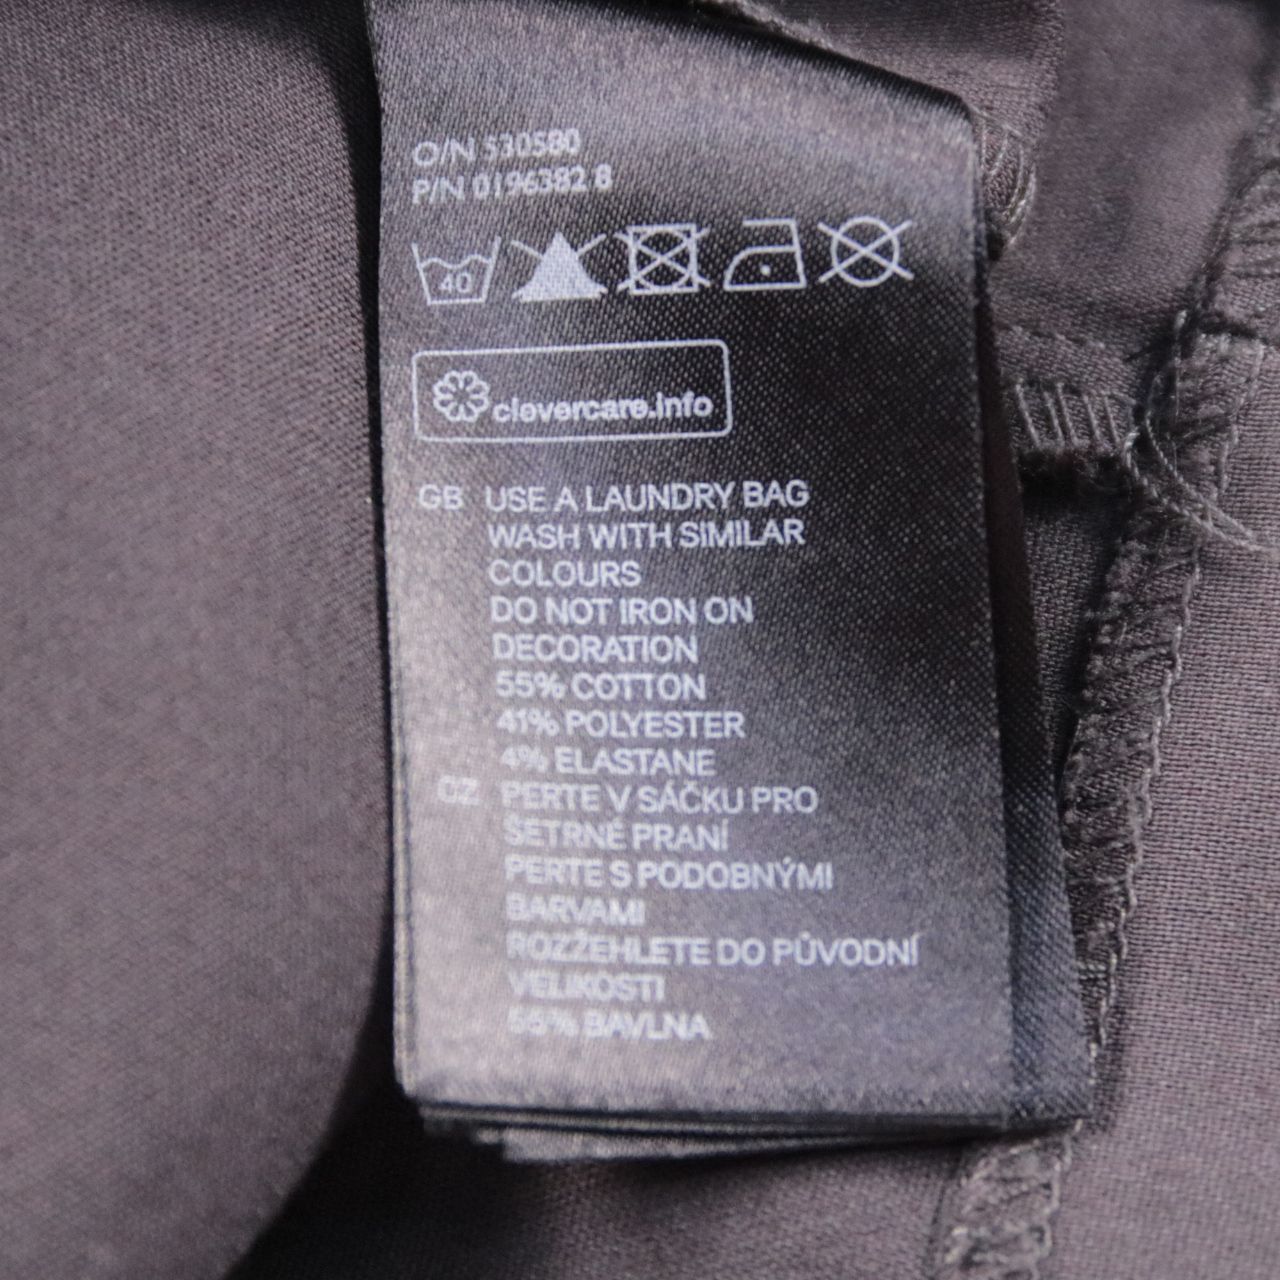 O/N 530580
P/N 0196382 8
40
clevercare.info
GB USE A LAUNDRY BAG
WASH WITH SIMILAR
COLOURS
DO NOT IRON ON
DECORATION
55% COTTON
41% POLYESTER
4% ELASTANE
CZ PERTE V SÁČKU PRO
ŠETRNÉ PRANÍ
PERTE S PODOBNÝMI
BARVAMI
ROZŽEHLETE DO PŮVODNÍ
VELIKOSTI
55% BAVLNA